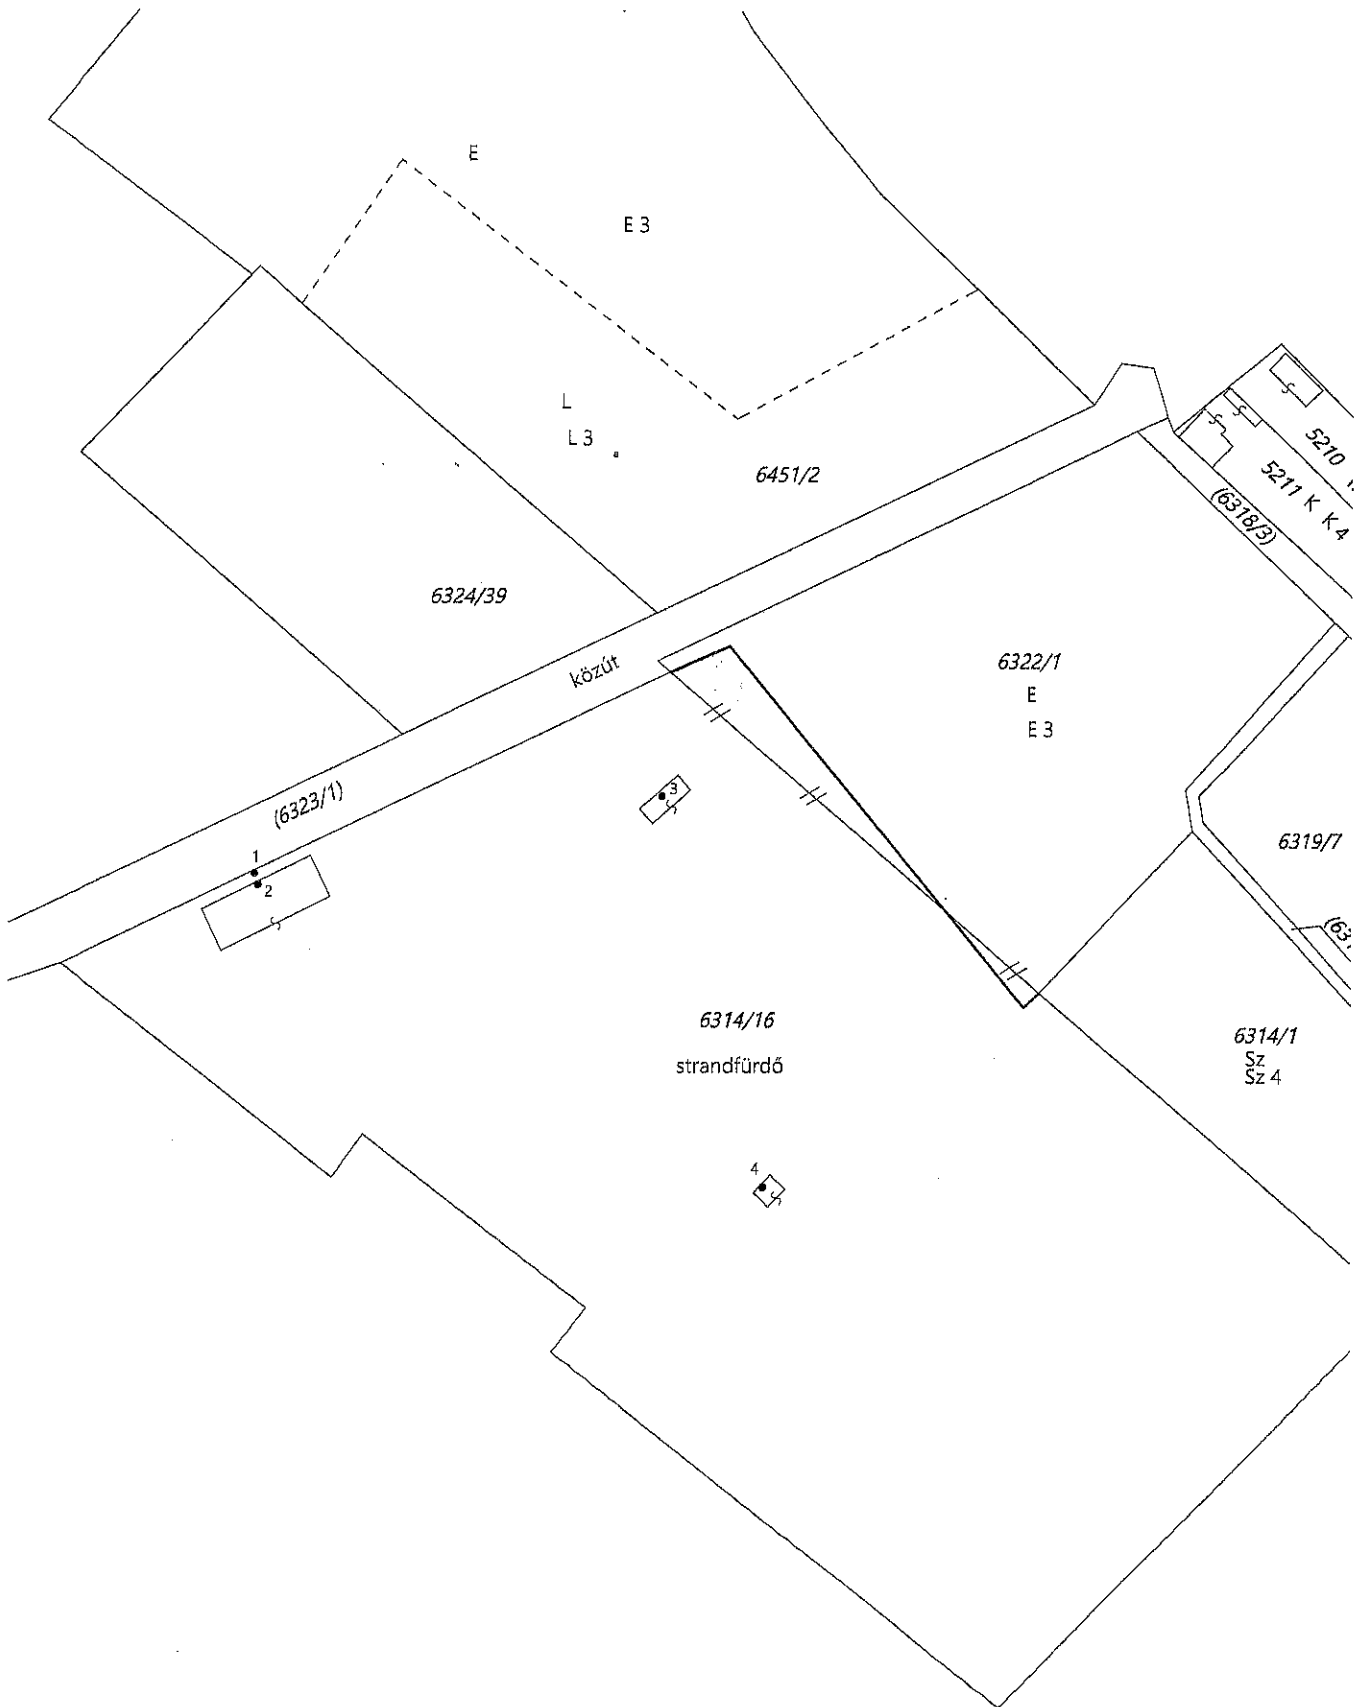 E
E 3
L
L 3
6451/2
5210
5211 K K 4
(6318/3)
6324/39
közút
6322/1
E
E 3
(6323/1)
3
1
2
6319/7
6314/16
strandfürdő
6314/1
Sz
Sz 4
4